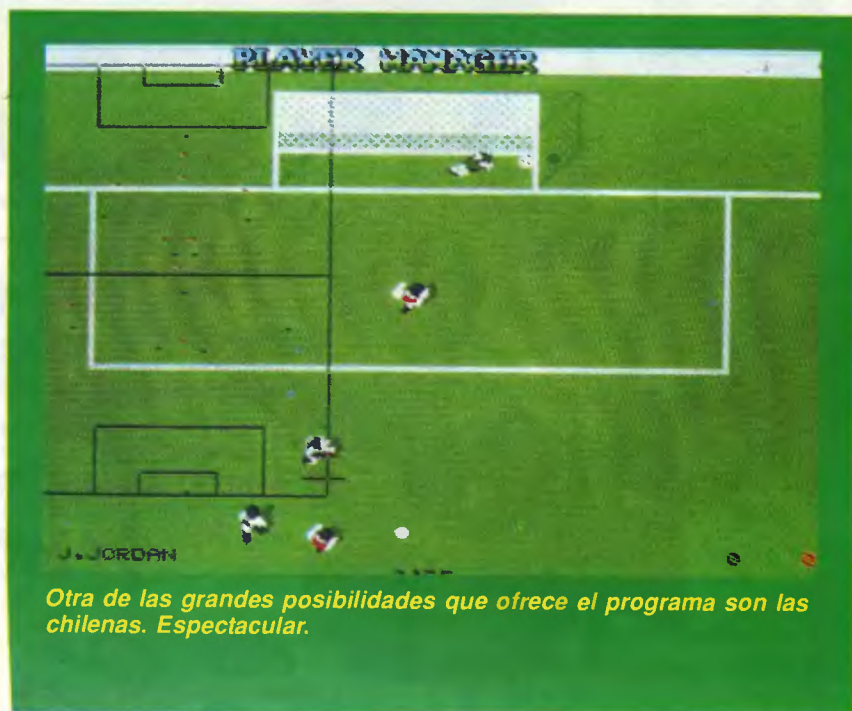 PLAYER MANAGER
J.JORDAN
Otra de las grandes posibilidades que ofrece el programa son las
chilenas. Espectacular.